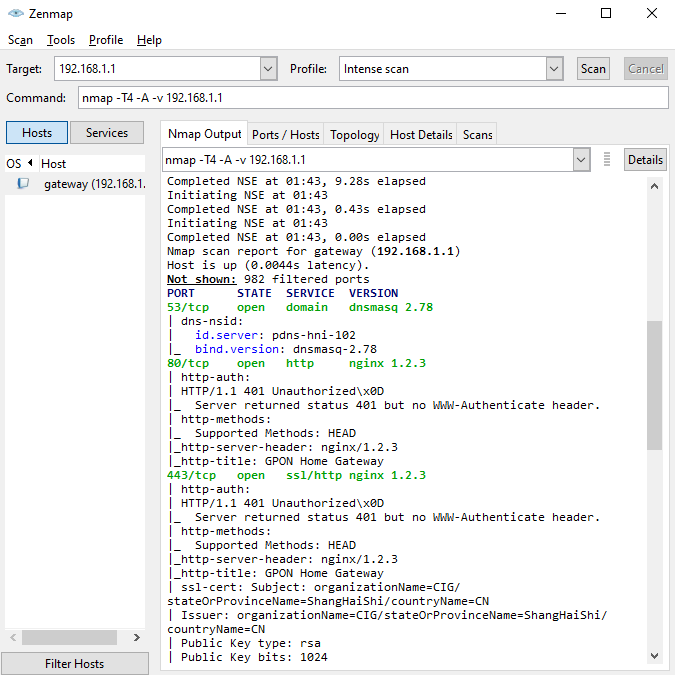 Zenmap
Scan Tools Profile Help
Target: 192.168.1.1 Profile: Intense scan Scan Cancel
Command: nmap -T4 -A -v 192.168.1.1
Hosts Services
Nmap Output Ports / Hosts Topology Host Details Scans
OS Host
gateway (192.168.1.
nmap -T4 -A -v 192.168.1.1 Details
Completed NSE at 01:43, 9.28s elapsed
Initiating NSE at 01:43
Completed NSE at 01:43, 0.43s elapsed
Initiating NSE at 01:43
Completed NSE at 01:43, 0.00s elapsed
Nmap scan report for gateway (192.168.1.1)
Host is up (0.0044s latency).
Not shown: 982 filtered ports
PORT STATE SERVICE VERSION
53/tcp open domain dnsmasq 2.78
| dns-nsid:
| id.server: pdns-hni-102
|_ bind.version: dnsmasq-2.78
80/tcp open http nginx 1.2.3
| http-auth:
| HTTP/1.1 401 Unauthorized\x0D
|_ Server returned status 401 but no WWW-Authenticate header.
| http-methods:
|_ Supported Methods: HEAD
|_http-server-header: nginx/1.2.3
|_http-title: GPON Home Gateway
443/tcp open ssl/http nginx 1.2.3
| http-auth:
| HTTP/1.1 401 Unauthorized\x0D
|_ Server returned status 401 but no WWW-Authenticate header.
| http-methods:
|_ Supported Methods: HEAD
|_http-server-header: nginx/1.2.3
|_http-title: GPON Home Gateway
| ssl-cert: Subject: organizationName=CIG/
stateOrProvinceName=ShangHaiShi/countryName=CN
| Issuer: organizationName=CIG/stateOrProvinceName=ShangHaiShi/
countryName=CN
| Public Key type: rsa
| Public Key bits: 1024
Filter Hosts